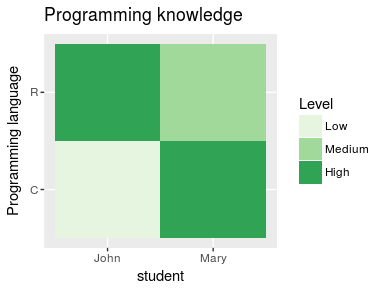 Programming knowledge
Programming language
R
C
John Mary
student
Level
Low
Medium
High